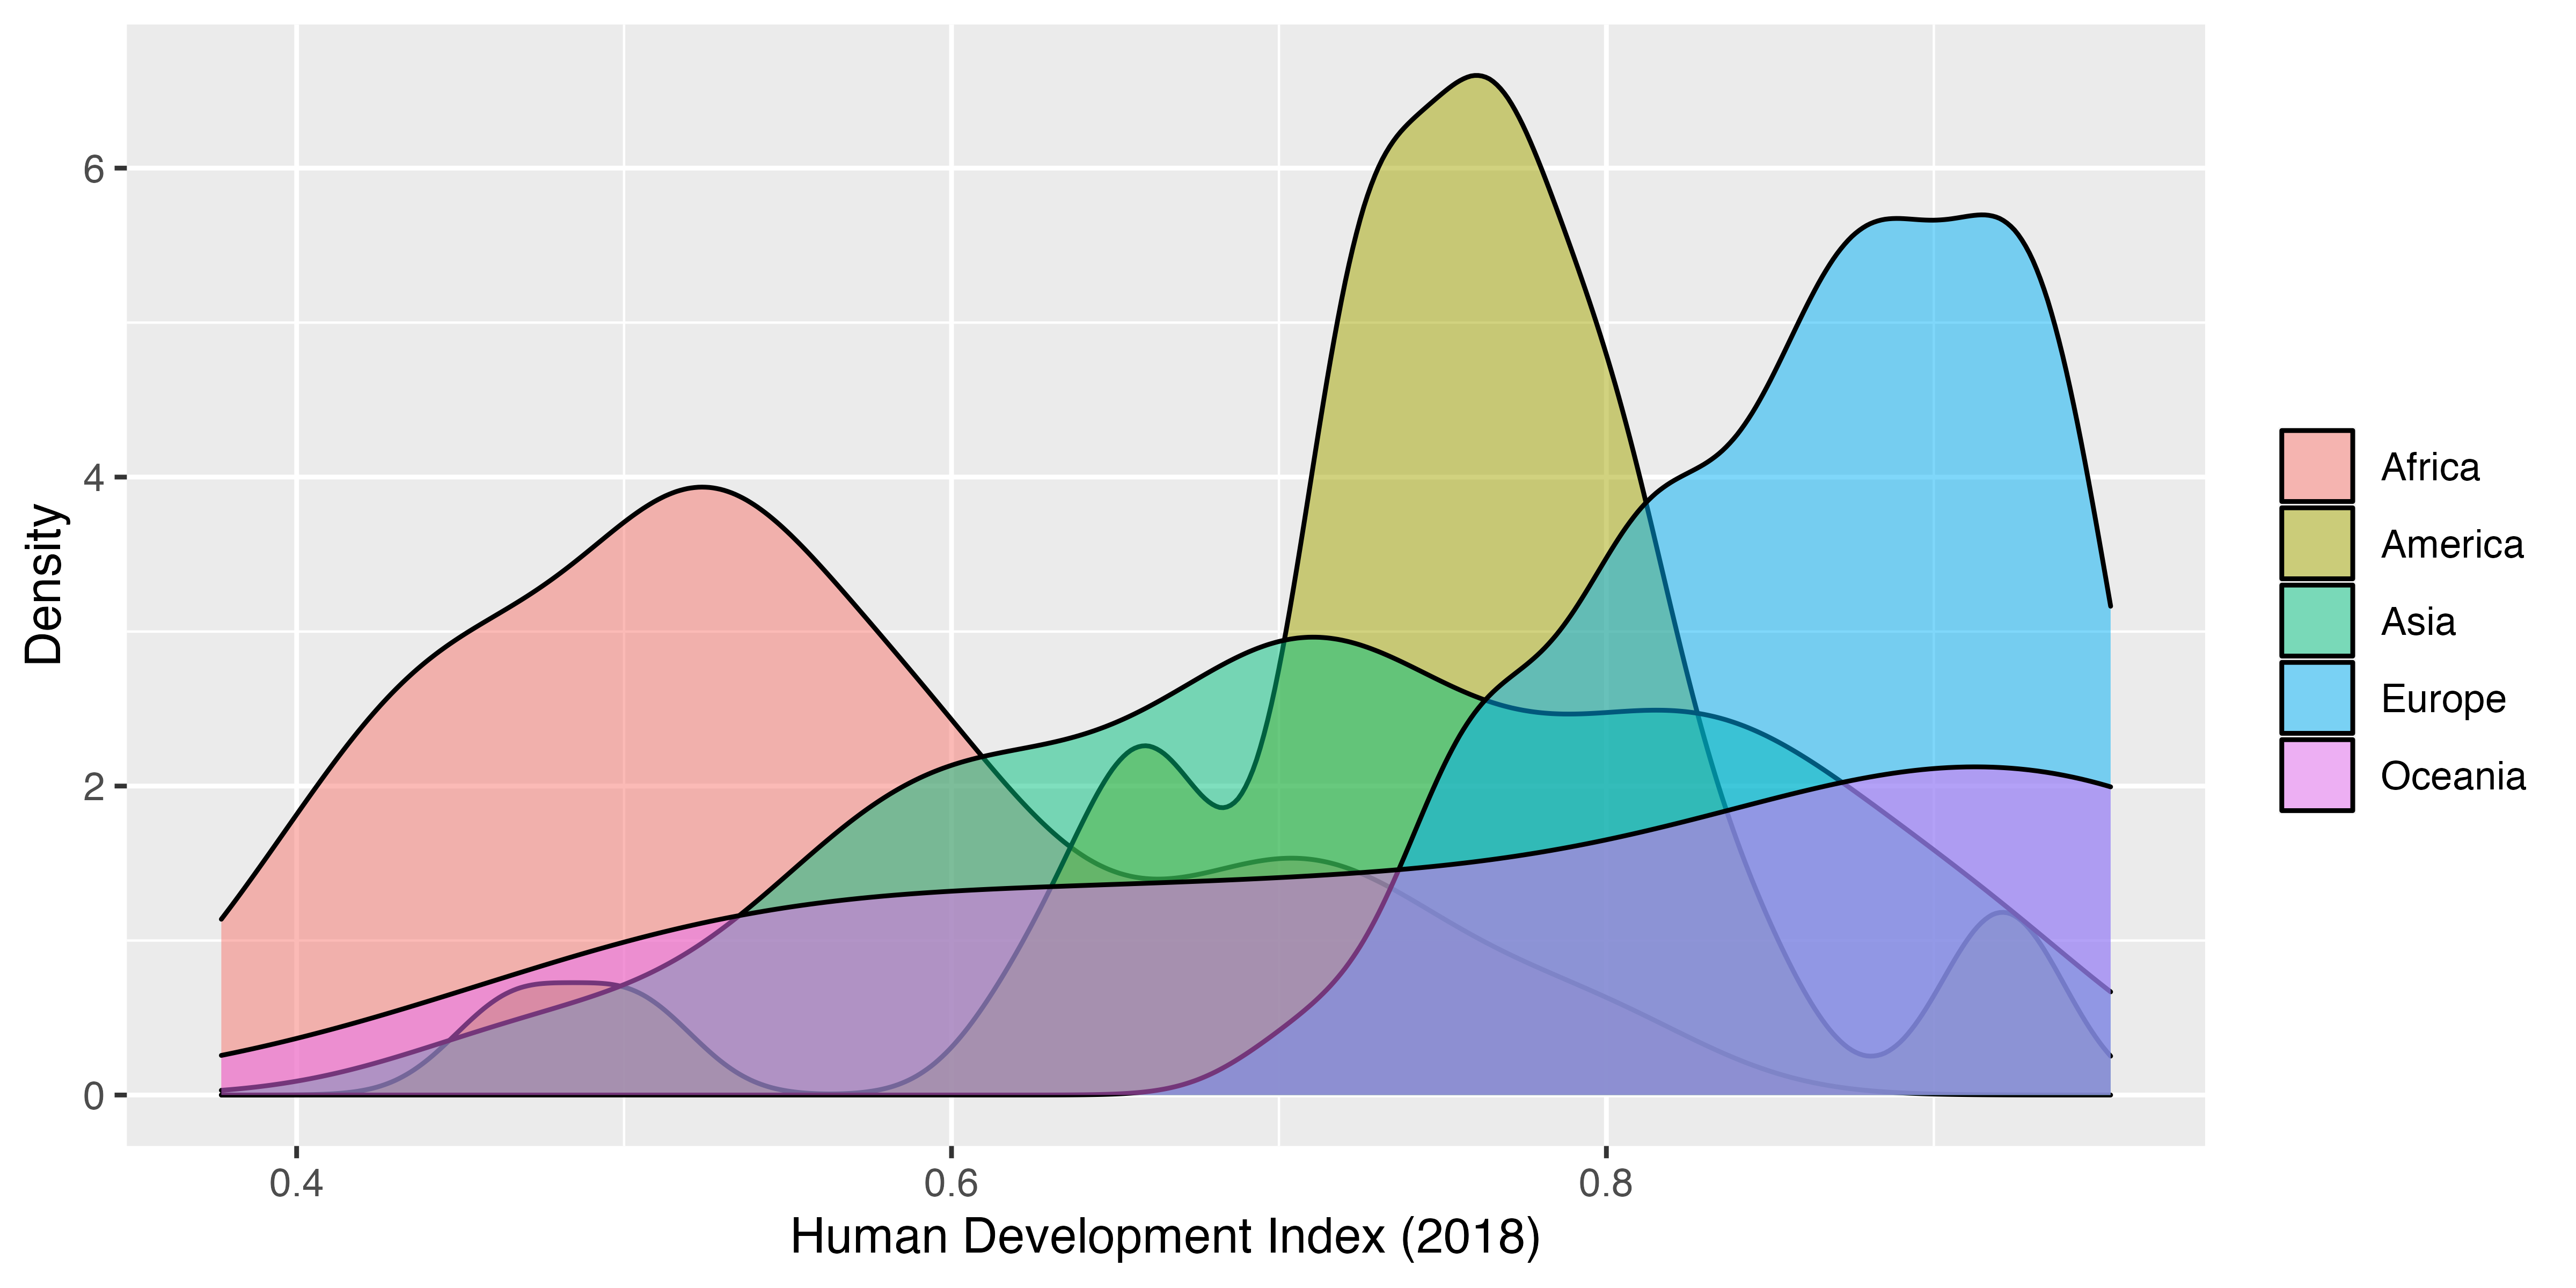 Density
6
4
2
0
0.4
0.6
0.8
Human Development Index (2018)
Africa
America
Asia
Europe
Oceania